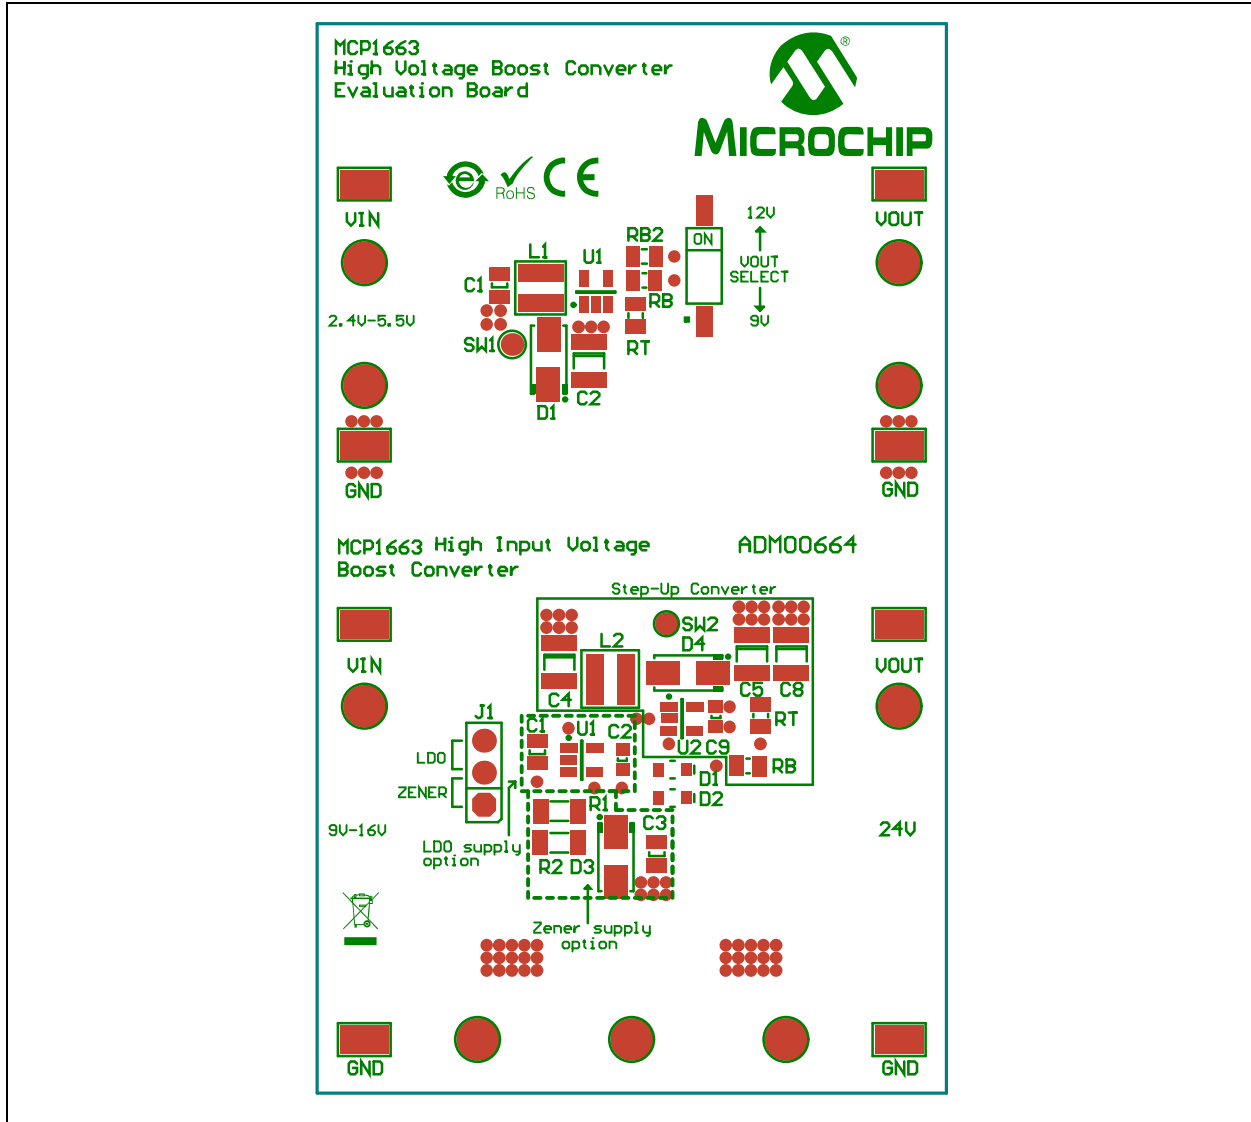 MCP1663
High Voltage Boost Converter
Evaluation Board
®
MICROCHIP
RoHS
CE
VIN
VOUT
12V
ON
VOUT
SELECT
9V
L1
U1
RB2
C1
RB
RT
2.4V-5.5V
SW1
D1
C2
GND
GND
MCP1663 High Input Voltage
Boost Converter
ADM00664
Step-Up Converter
SW2
D4
L2
VIN
VOUT
C4
C5
C8
J1
C1
U1
C2
U2
C9
RT
RB
LDO
ZENER
D1
D2
R1
C3
9V-16V
24V
LDO supply
option
R2
D3
Zener supply
option
GND
GND